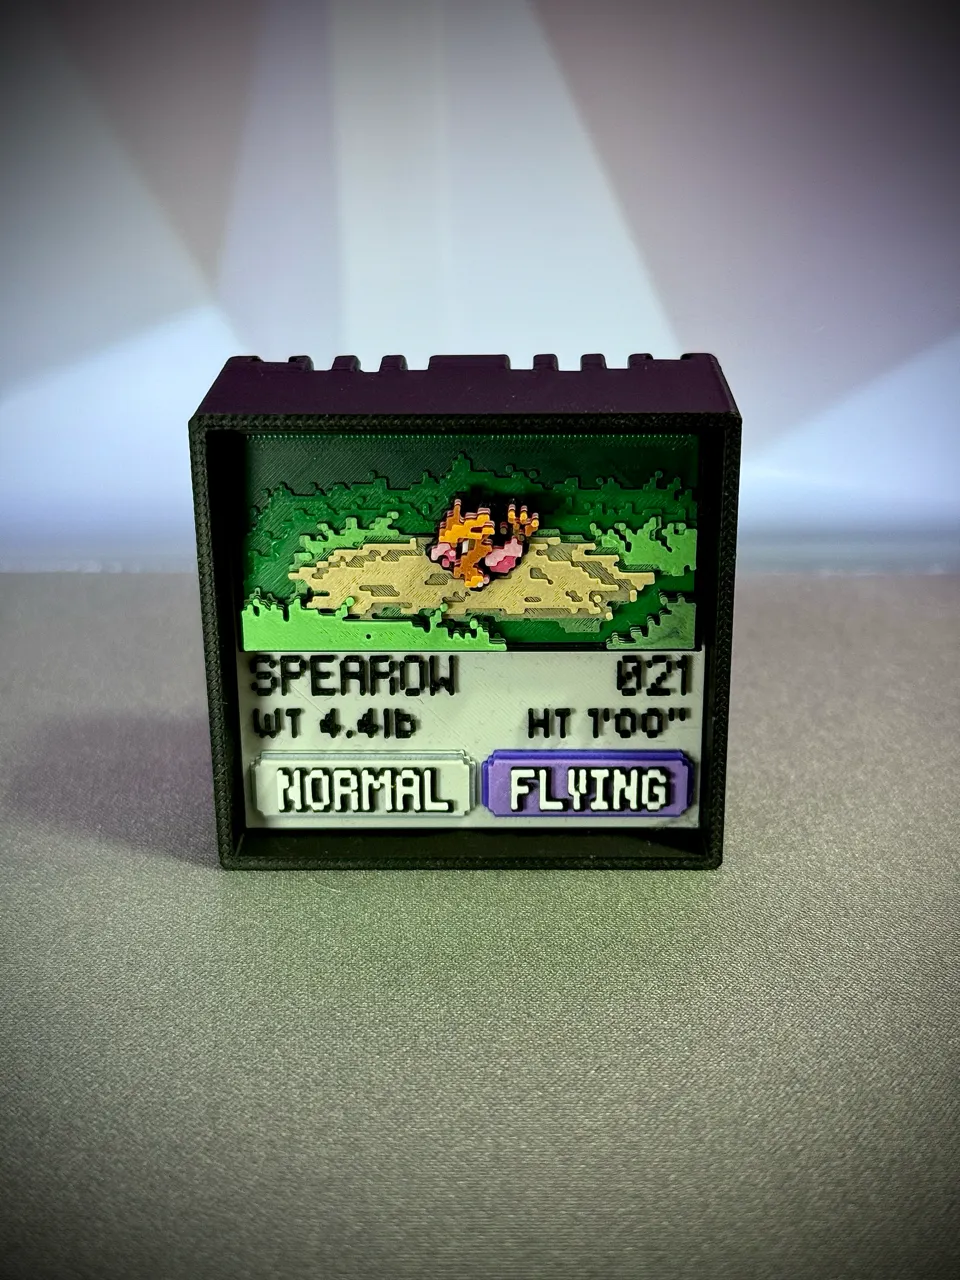 SPEAROW 021
WT 4.4lb HT 1'00"
NORMAL FLYING